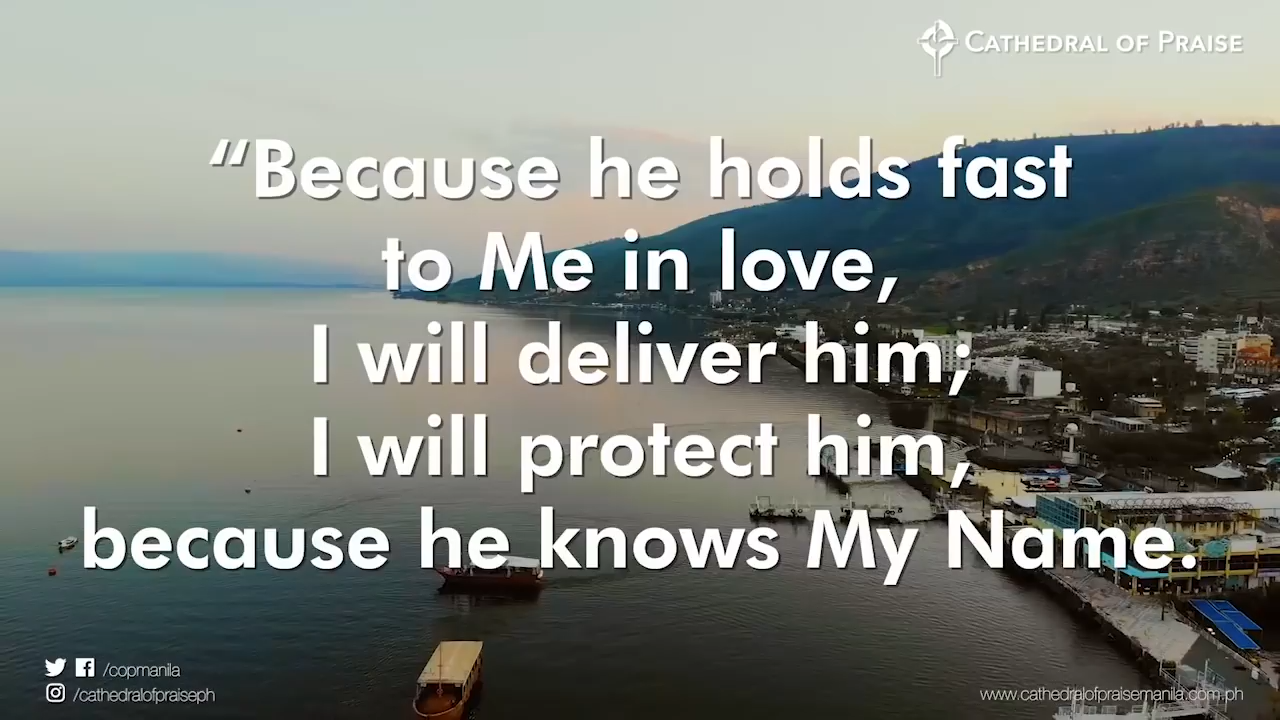 CATHEDRAL OF PRAISE
“Because he holds fast
to Me in love,
I will deliver him;
I will protect him,
because he knows My Name.
/copmanila
/cathedralofpraiseph
www.cathedralofpraisemanila.com.ph